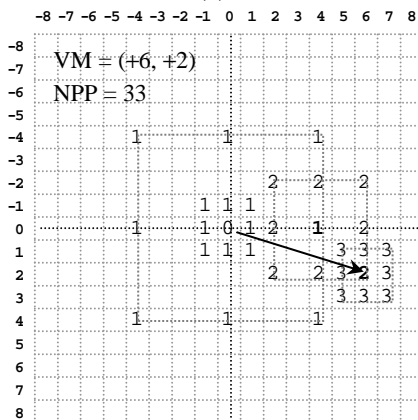 -8 -7 -6 -5 -4 -3 -2 -1 0 1 2 3 4 5 6 7 8
-8
-7
VM = (+6, +2)
-6
NPP = 33
-5
-4 1 1 1
-3
-2 2 2 2
-1 1 1 1
0 1 1 0 1 2 1 2
1 1 1 1 3 3 3
2 2 2 3 2 3
3 3 3 3
4 1 1 1
5
6
7
8